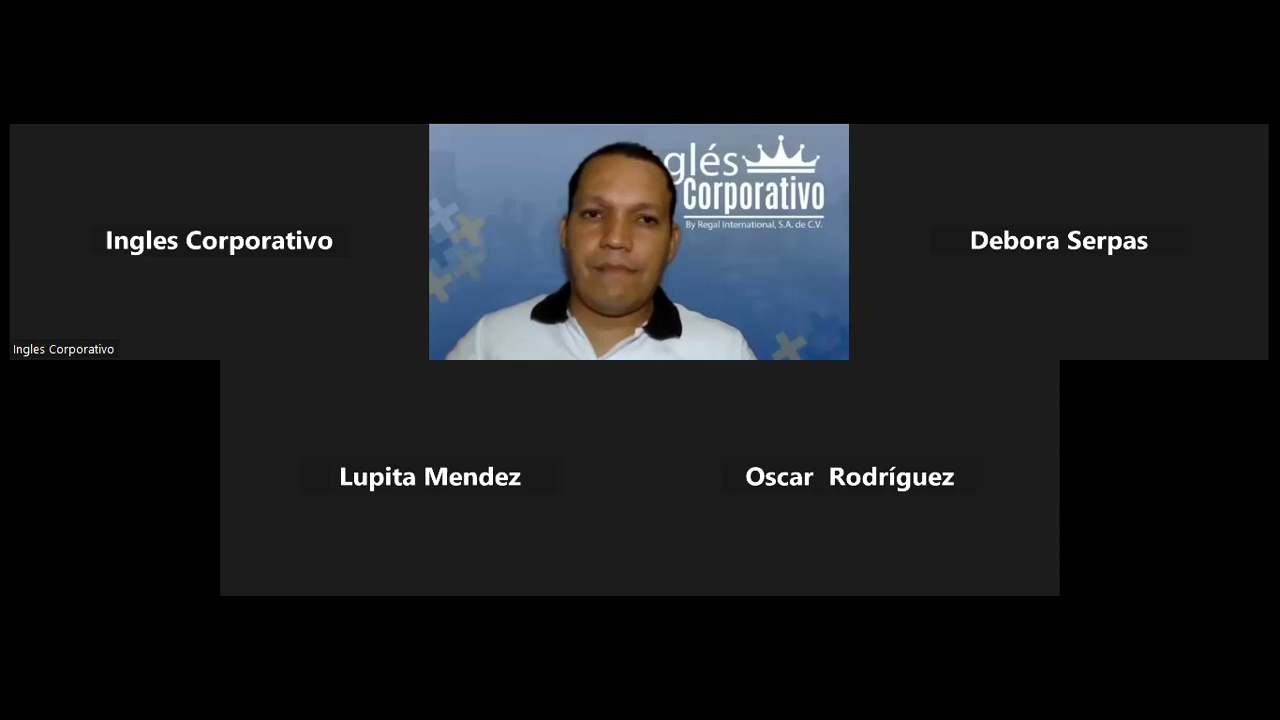 Ingles Corporativo
glés
Corporativo
By Regal International, S.A. de C.V.
Debora Serpas
Ingles Corporativo
Lupita Mendez
Oscar  Rodríguez